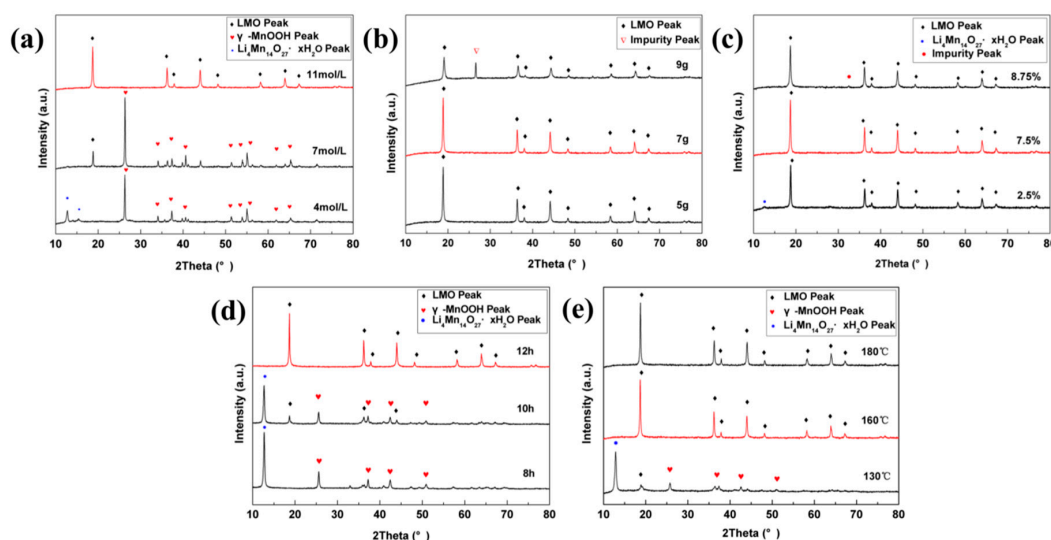 (a)
LMO Peak
γ -MnOOH Peak
Li₄Mn₁₄O₂₇· xH₂O Peak
11mol/L
7mol/L
4mol/L
Intensity (a.u.)
10 20 30 40 50 60 70 80
2Theta (° )
(b)
LMO Peak
Impurity Peak
9g
7g
5g
Intensity (a.u.)
10 20 30 40 50 60 70 80
2Theta (° )
(c)
LMO Peak
Li₄Mn₁₄O₂₇· xH₂O Peak
Impurity Peak
8.75%
7.5%
2.5%
Intensity (a.u.)
10 20 30 40 50 60 70 80
2Theta (° )
(d)
LMO Peak
γ -MnOOH Peak
Li₄Mn₁₄O₂₇· xH₂O Peak
12h
10h
8h
Intensity (a.u.)
10 20 30 40 50 60 70 80
2Theta (° )
(e)
LMO Peak
γ -MnOOH Peak
Li₄Mn₁₄O₂₇· xH₂O Peak
180℃
160℃
130℃
Intensity (a.u.)
10 20 30 40 50 60 70 80
2Theta (° )